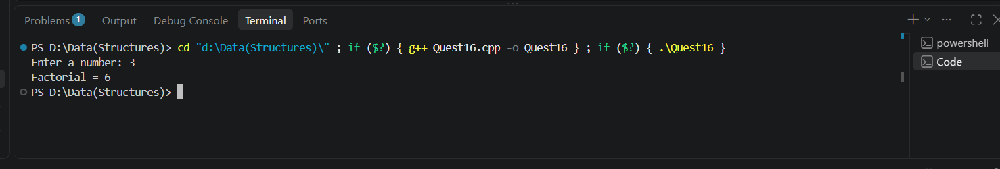 Problems 1 Output Debug Console Terminal Ports
PS D:\Data(Structures)> cd "d:\Data(Structures)\" ; if ($?) { g++ Quest16.cpp -o Quest16 } ; if ($?) { .\Quest16 }
Enter a number: 3
Factorial = 6
PS D:\Data(Structures)>
powershell
Code